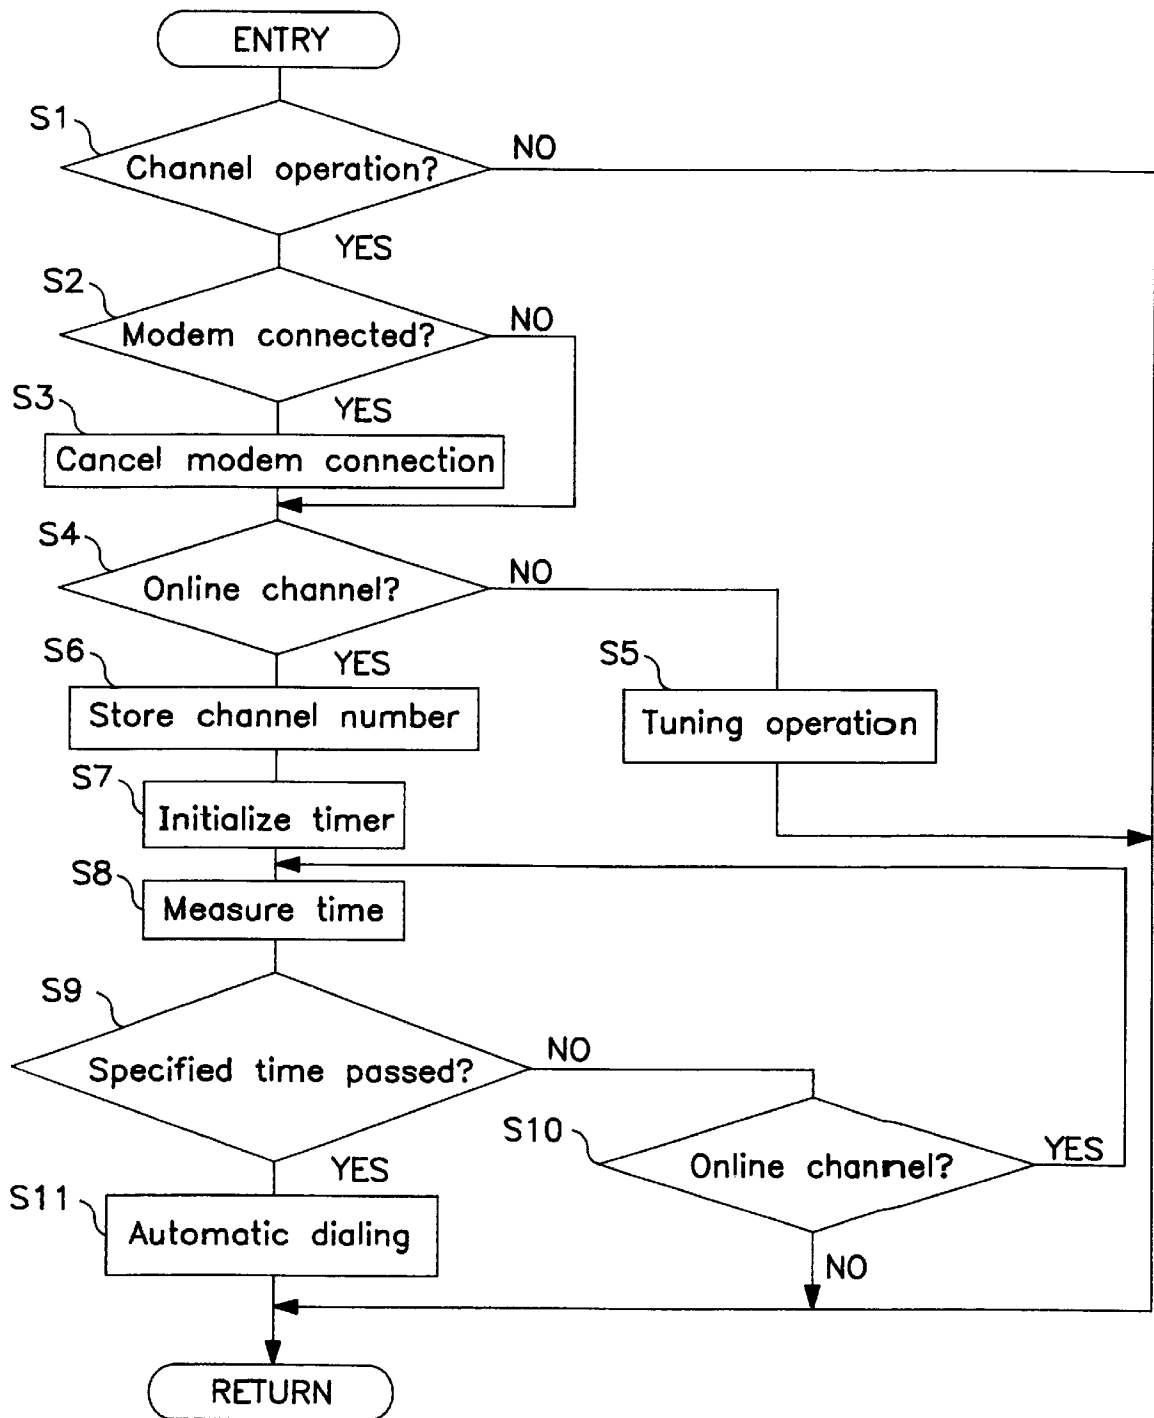 ENTRY
S1
Channel operation?
NO
YES
S2
Modem connected?
NO
YES
S3
Cancel modem connection
S4
Online channel?
NO
YES
S6
Store channel number
S5
Tuning operation
S7
Initialize timer
S8
Measure time
S9
Specified time passed?
NO
YES
S10
Online channel?
YES
NO
S11
Automatic dialing
RETURN